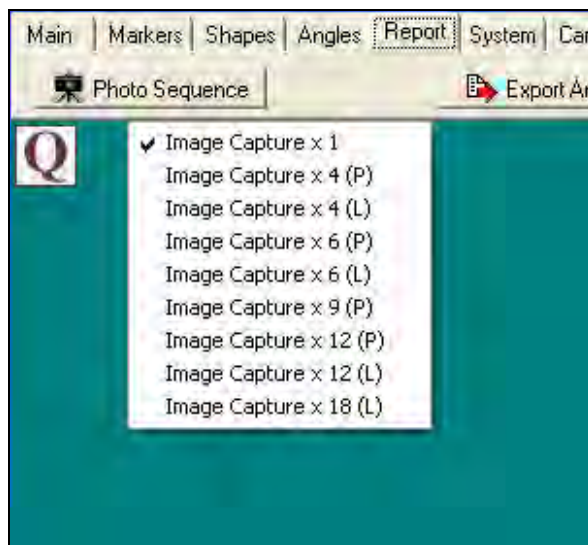 Main Markers Shapes Angles Report System
Photo Sequence Export
Q
Image Capture x 1
Image Capture x 4 (P)
Image Capture x 4 (L)
Image Capture x 6 (P)
Image Capture x 6 (L)
Image Capture x 9 (P)
Image Capture x 12 (P)
Image Capture x 12 (L)
Image Capture x 18 (L)